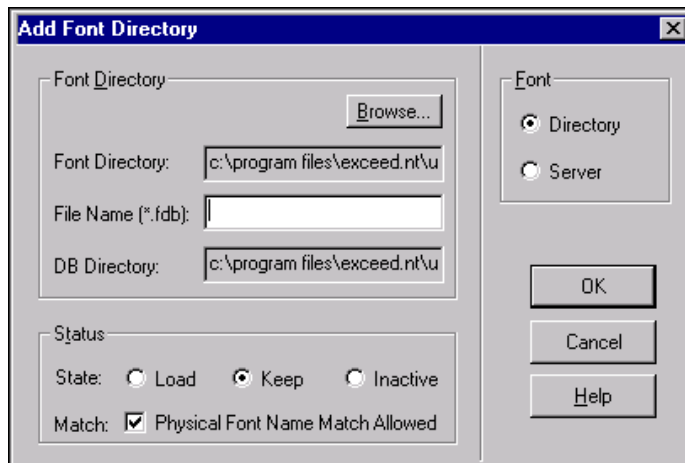 Add Font Directory
Font Directory
Browse...
Font Directory: c:\program files\exceed.nt\u
File Name (*.fdb):
DB Directory: c:\program files\exceed.nt\u
Status
State: Load Keep Inactive
Match: Physical Font Name Match Allowed
Font
Directory
Server
OK
Cancel
Help